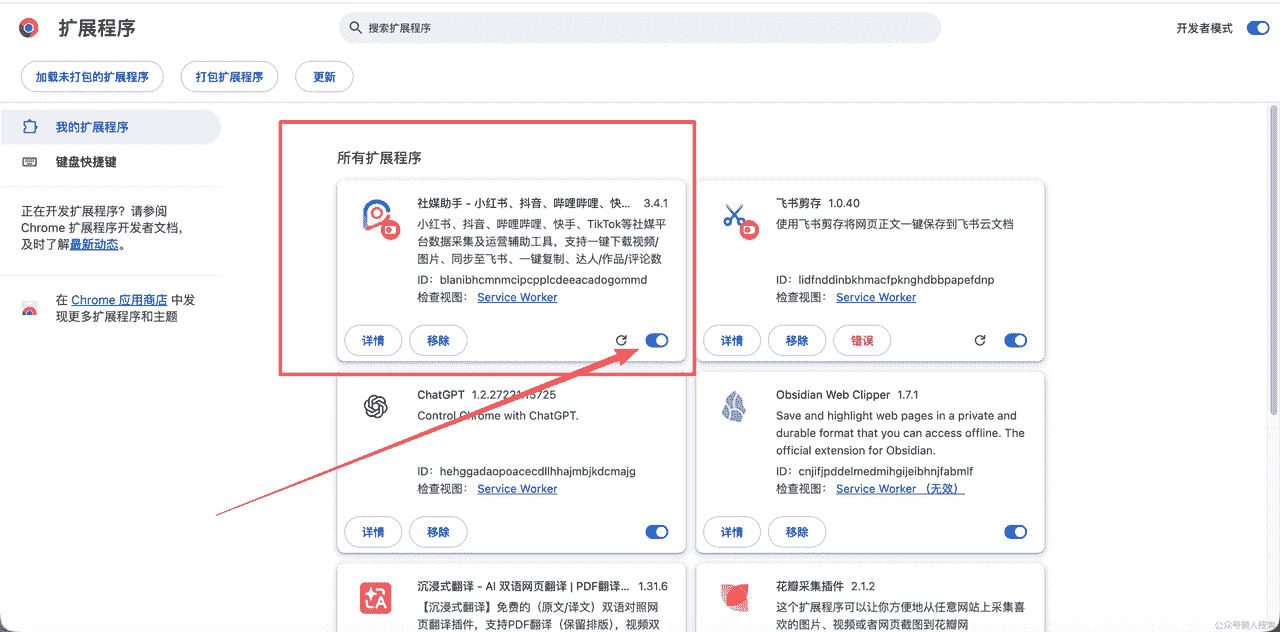 扩展程序
搜索扩展程序
开发者模式
加载未打包的扩展程序
打包扩展程序
更新
我的扩展程序
键盘快捷键
正在开发扩展程序？请参阅
Chrome 扩展程序开发者文档，
及时了解最新动态。
在 Chrome 应用商店 中发
现更多扩展程序和主题
所有扩展程序
社媒助手 - 小红书、抖音、哔哩哔哩、快... 3.4.1
小红书、抖音、哔哩哔哩、快手、TikTok等社媒平
台数据采集及运营辅助工具，支持一键下载视频/
图片、同步至飞书、一键复制、达人/作品/评论数
ID：blanibhcmnmcipcpplcdeeacadogommd
检查视图： Service Worker
详情
移除
飞书剪存 1.0.40
使用飞书剪存将网页正文一键保存到飞书云文档
ID：lidfnddinbkhmacfpknghdbbpapefdnp
检查视图： Service Worker
详情
移除
错误
ChatGPT
Control Chrome with ChatGPT.
ID：hehggadaopoacecdllhhajmbjkdcmajg
检查视图： Service Worker
详情
移除
Obsidian Web Clipper 1.7.1
Save and highlight web pages in a private and
durable format that you can access offline. The
official extension for Obsidian.
ID：cnjifjpddelmedmihgijeibhnjfabmlf
检查视图： Service Worker （无效）
详情
移除
沉浸式翻译 - AI 双语网页翻译 | PDF翻译... 1.31.6
【沉浸式翻译】免费的（原文/译文）双语对照网
页翻译插件，支持PDF翻译（保留排版），视频双
花瓣采集插件 2.1.2
这个扩展程序可以让你方便地从任意网站上采集喜
欢的图片、视频或者网页截图到花瓣网
公众号懒人搜索